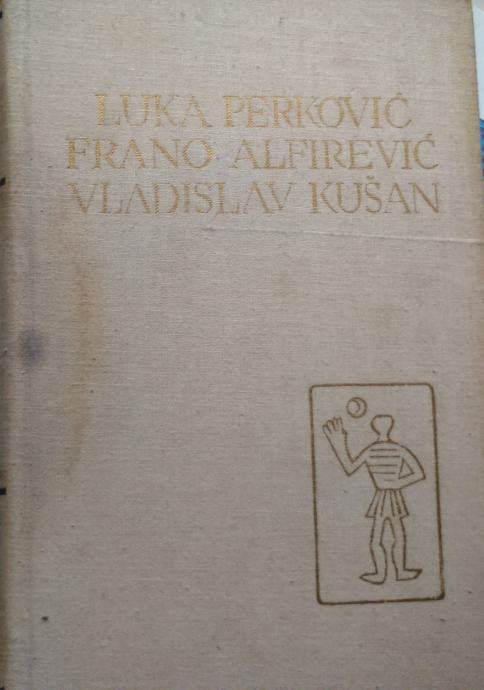 LUKA PERKOVIĆ
FRANO ALFIREVIĆ
VLADISLAV KUŠAN